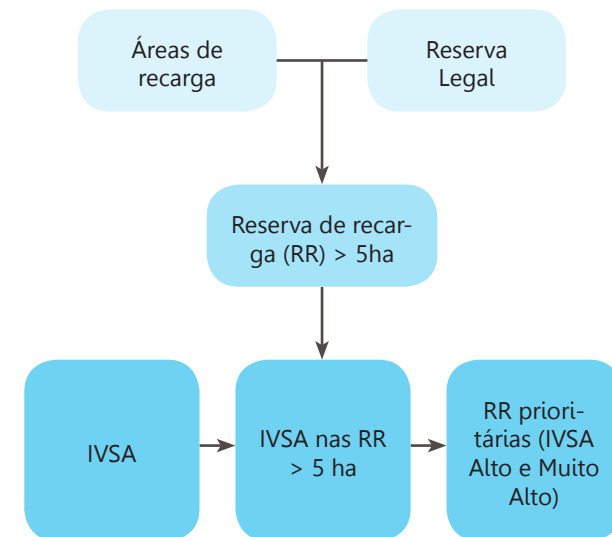 Áreas de
recarga
Reserva
Legal
Reserva de recar-
ga (RR) > 5ha
IVSA
IVSA nas RR
> 5 ha
RR priori-
tárias (IVSA
Alto e Muito
Alto)